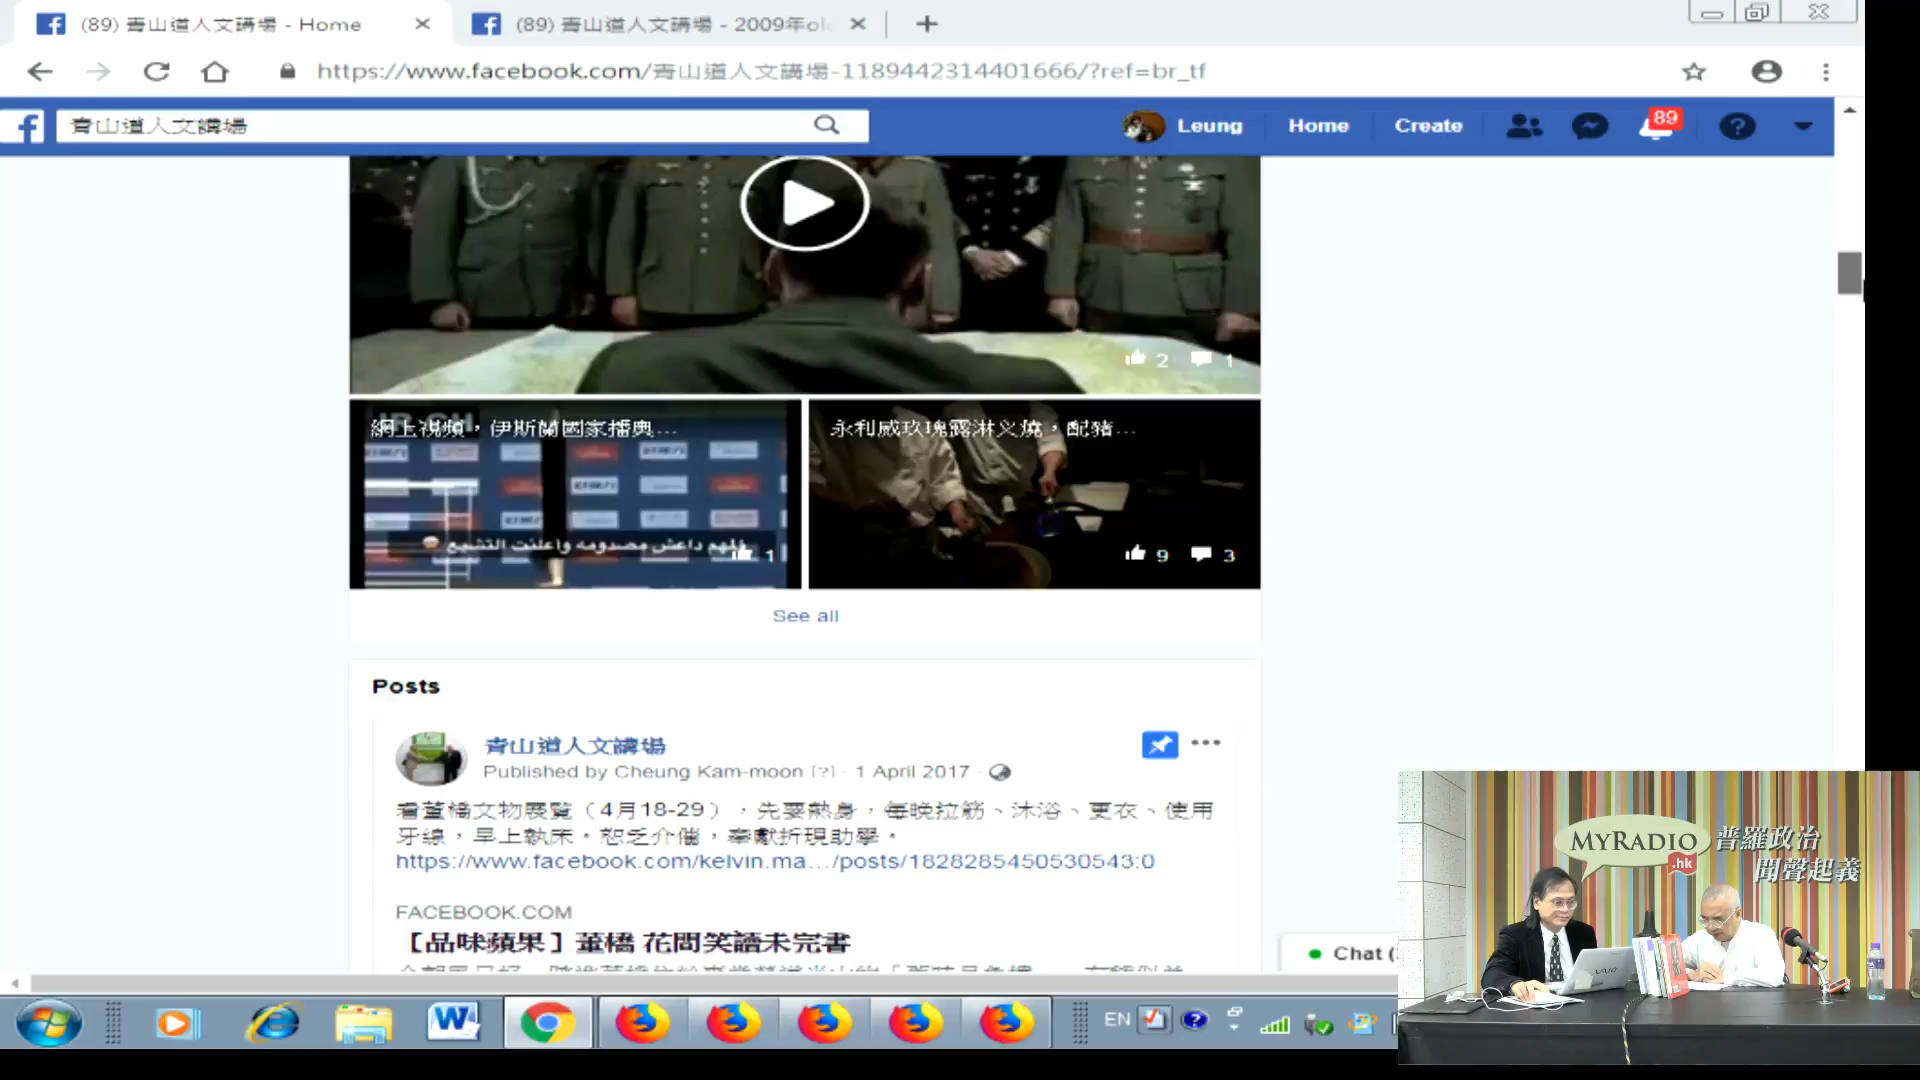 (89) 青山道人文講場 - Home
(89) 青山道人文講場 - 2009年
https://www.facebook.com/青山道人文講場-1189442314401666/?ref=br_tf
青山道人文講場
Leung
Home
Create
89
2
1
網上視頻，伊斯蘭國家播
永利威玫瑰露淋叉燒，配豬…
داعش مصدومه واعلنت التشيع
1
9
3
See all
Posts
青山道人文講場
Published by Cheung Kam-moon [?] · 1 April 2017
看董橋文物展覽（4月18-29），先要熱身，每晚拉筋、沐浴、更衣、使用
牙線，早上執床。恕乏介催，奉獻折現助學。
https://www.facebook.com/kelvin.ma…/posts/1828285450530543:0
FACEBOOK.COM
［品味蘋果］董橋 花間笑讀未完書
Chat
EN
MYRADIO
.hk
普羅政治
聞聲起義
VAIO